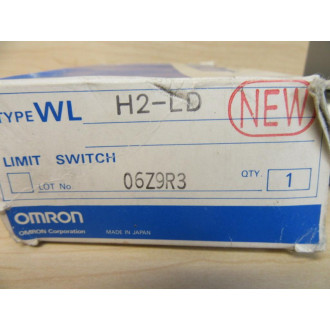 TYPE WL H2-LD NEW
LIMIT SWITCH
LOT No 06Z9R3 QTY. 1
OMRON
OMRON Corporation MADE IN JAPAN